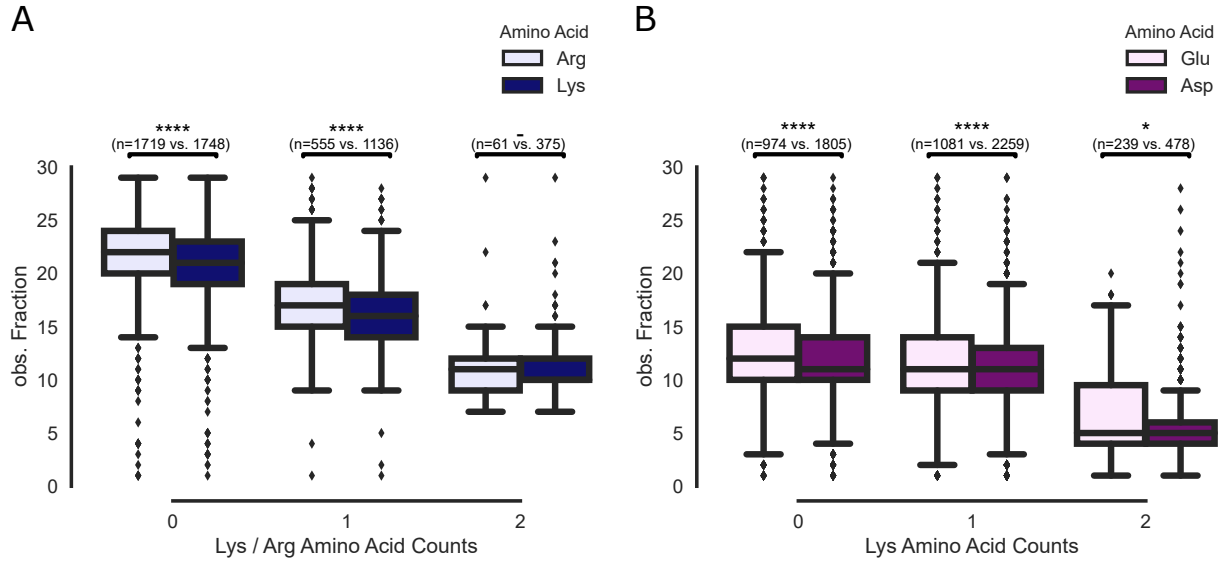 A
Amino Acid
Arg
Lys
**** 
(n=1719 vs. 1748)
****
(n=555 vs. 1136)
-
(n=61 vs. 375)
30
25
20
15
10
5
0
obs. Fraction
0
1
2
Lys / Arg Amino Acid Counts
B
Amino Acid
Glu
Asp
****
(n=974 vs. 1805)
****
(n=1081 vs. 2259)
*
(n=239 vs. 478)
30
25
20
15
10
5
0
obs. Fraction
0
1
2
Lys Amino Acid Counts